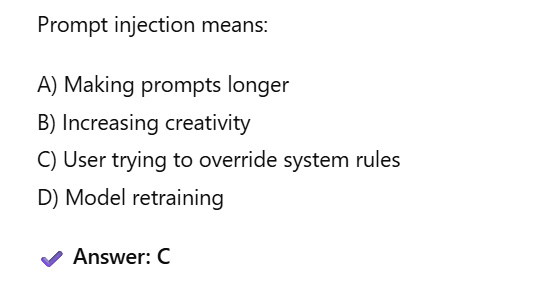 Prompt injection means:
A) Making prompts longer
B) Increasing creativity
C) User trying to override system rules
D) Model retraining
Answer: C